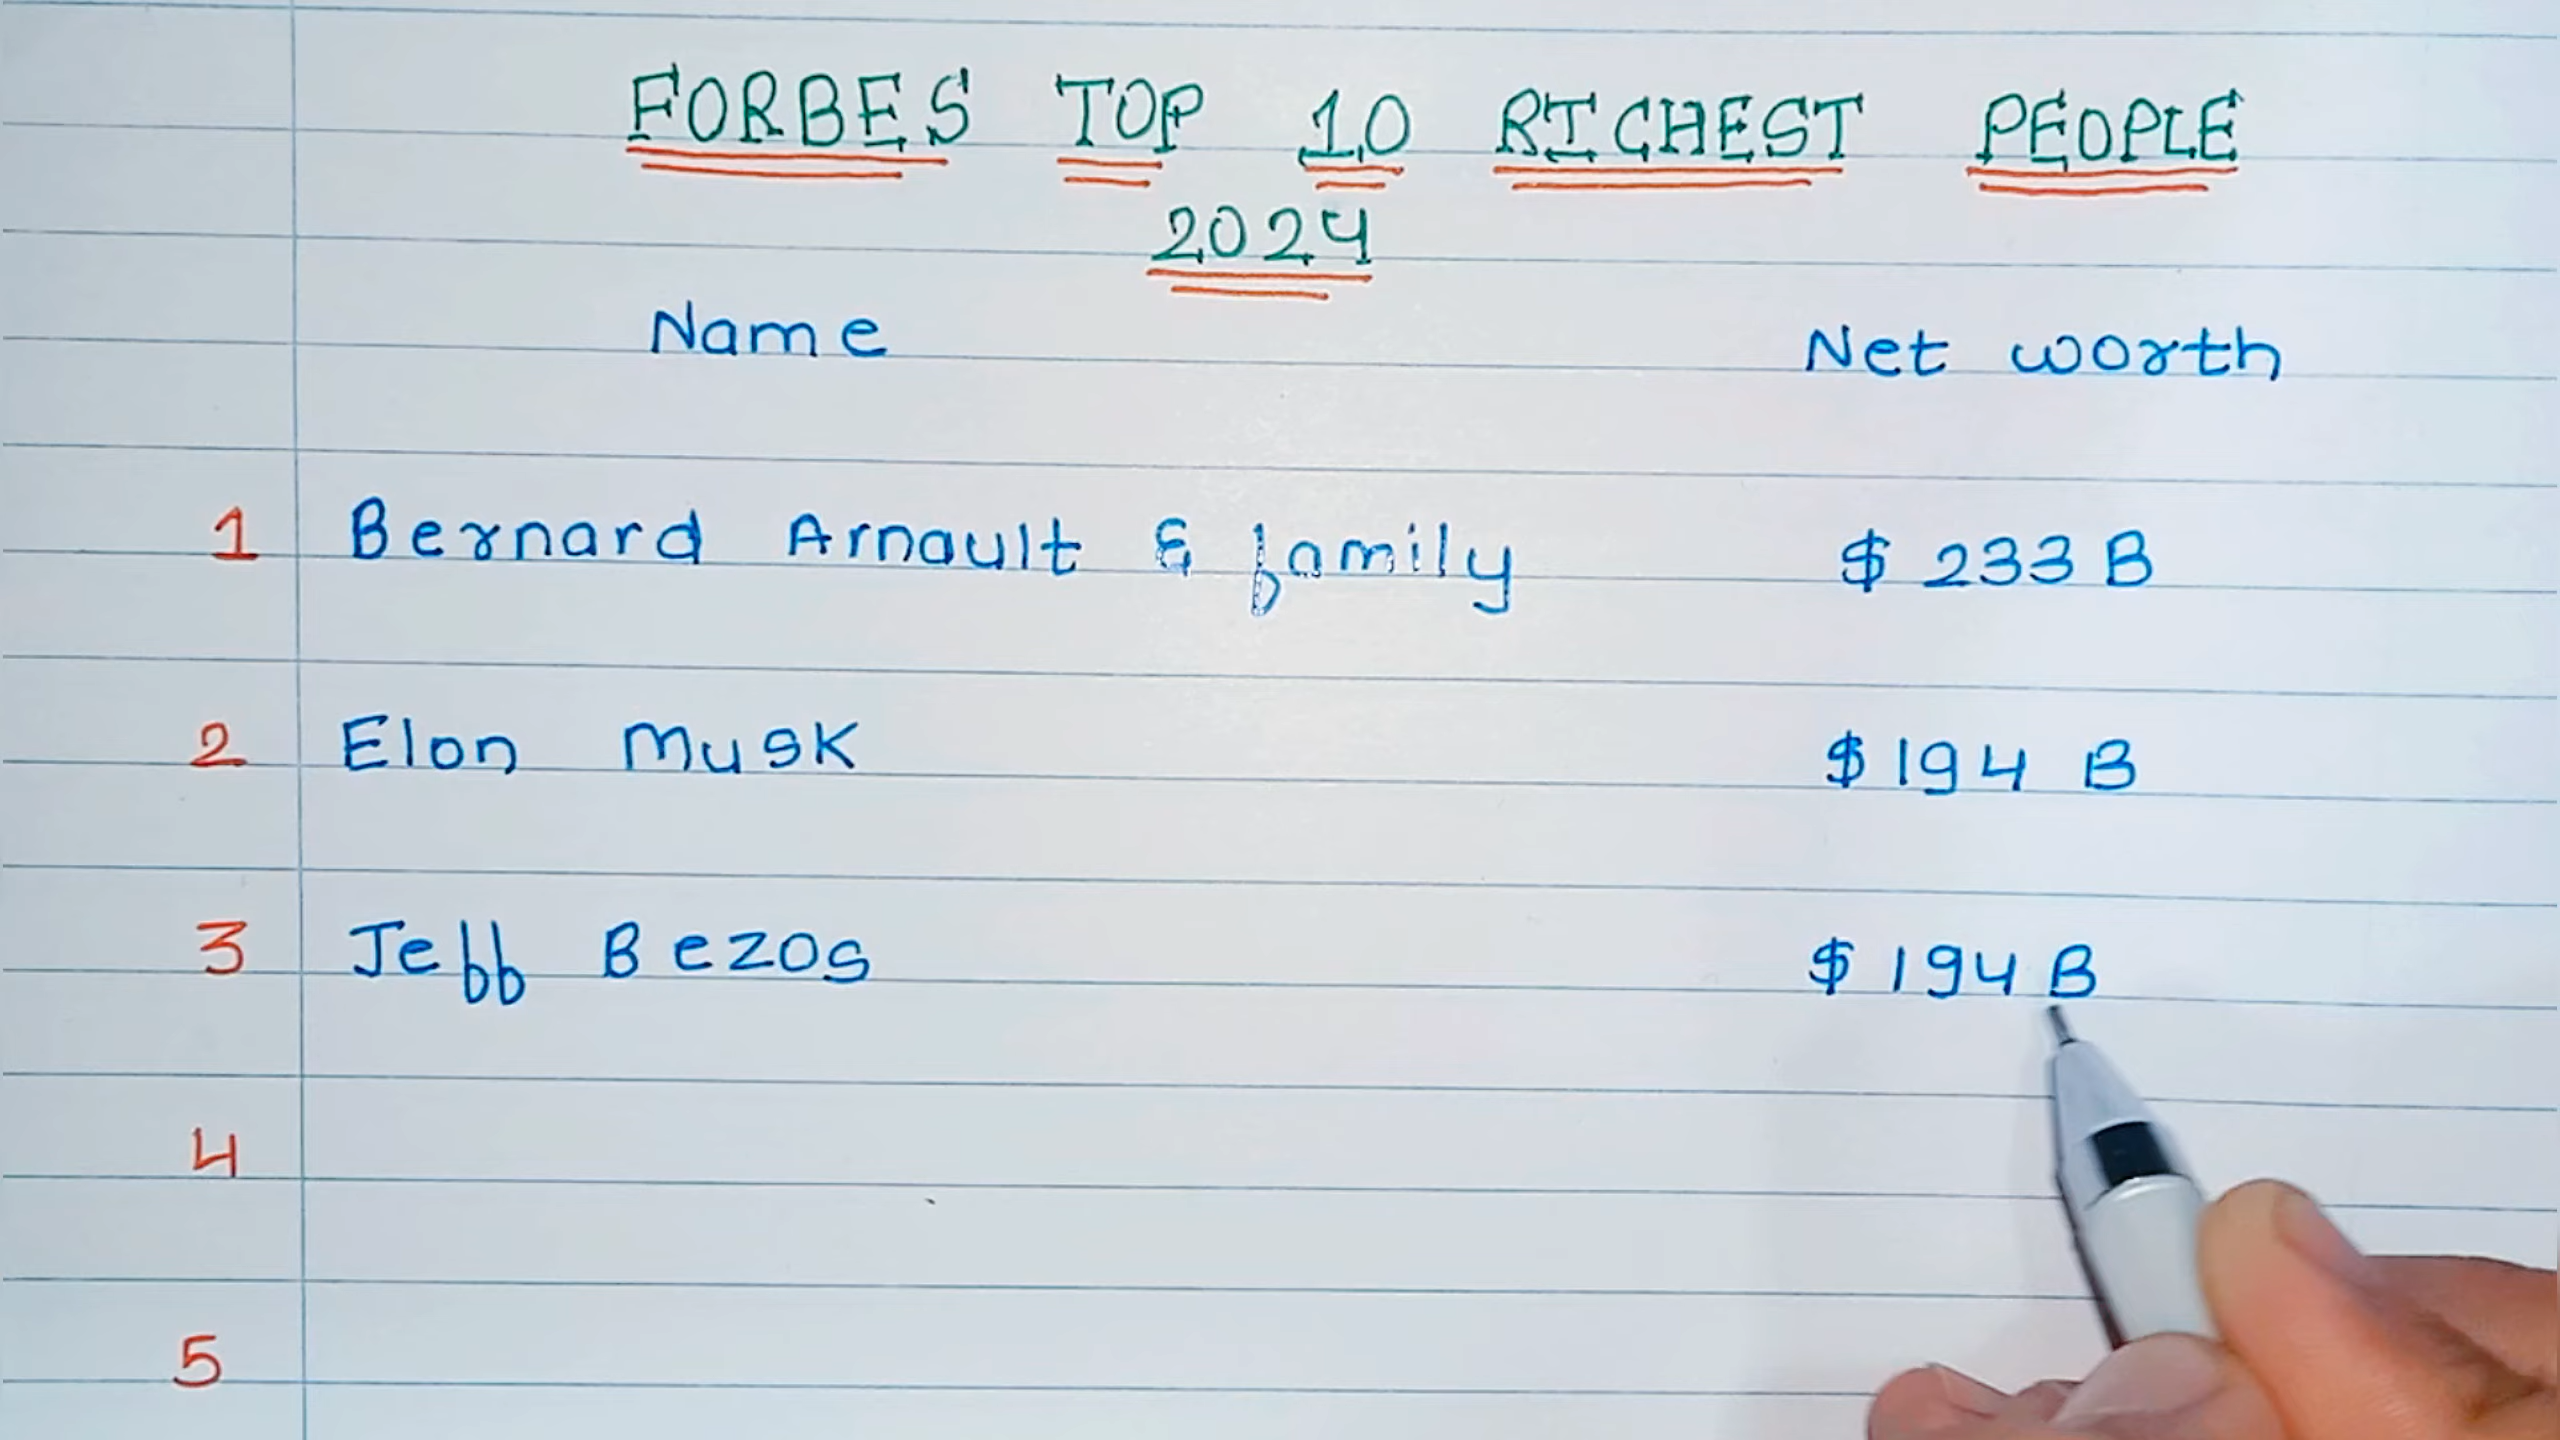 FORBES TOP 10 RICHEST PEOPLE
2024
Name Net worth
1 Bernard Arnault & family $ 233 B
2 Elon Musk $ 194 B
3 Jeff Bezos $ 194 B
4
5